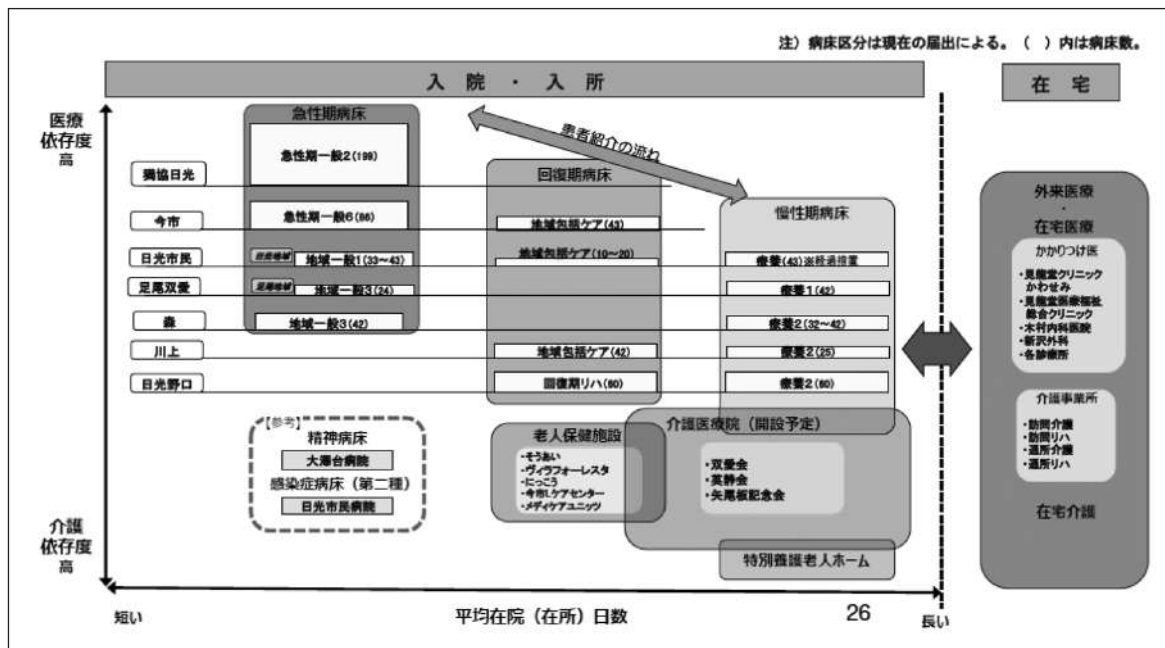 注）病床区分は現在の届出による。（　）内は病床数。
入 院 ・ 入 所
在 宅
医療
依存度
高
急性期病床
急性期一般2(199)
患者紹介の流れ
獨協日光
回復期病床
今市
急性期一般6(86)
地域包括ケア(43)
慢性期病床
日光市民
日光地域
地域一般1(33～43)
地域包括ケア(10～20)
療養(43)※経過措置
足尾双愛
足尾地域
地域一般3(24)
療養1(42)
森
地域一般3(42)
療養2(32～42)
川上
地域包括ケア(42)
療養2(25)
日光野口
回復期リハ(60)
療養2(60)
外来医療
・
在宅医療
かかりつけ医
・見龍堂クリニック
かわせみ
・見龍堂医療福祉
総合クリニック
・木村内科医院
・新沢外科
・各診療所
介護事業所
・訪問介護
・訪問リハ
・通所介護
・通所リハ
在宅介護
【参考】
精神病床
大澤台病院
感染症病床（第二種）
日光市民病院
老人保健施設
・そうあい
・ヴィラフォーレスタ
・にっこう
・今市Lケアセンター
・メディケアユニッツ
介護医療院（開設予定）
・双愛会
・英静会
・矢尾板記念会
特別養護老人ホーム
介護
依存度
高
短い
平均在院（在所）日数
26
長い